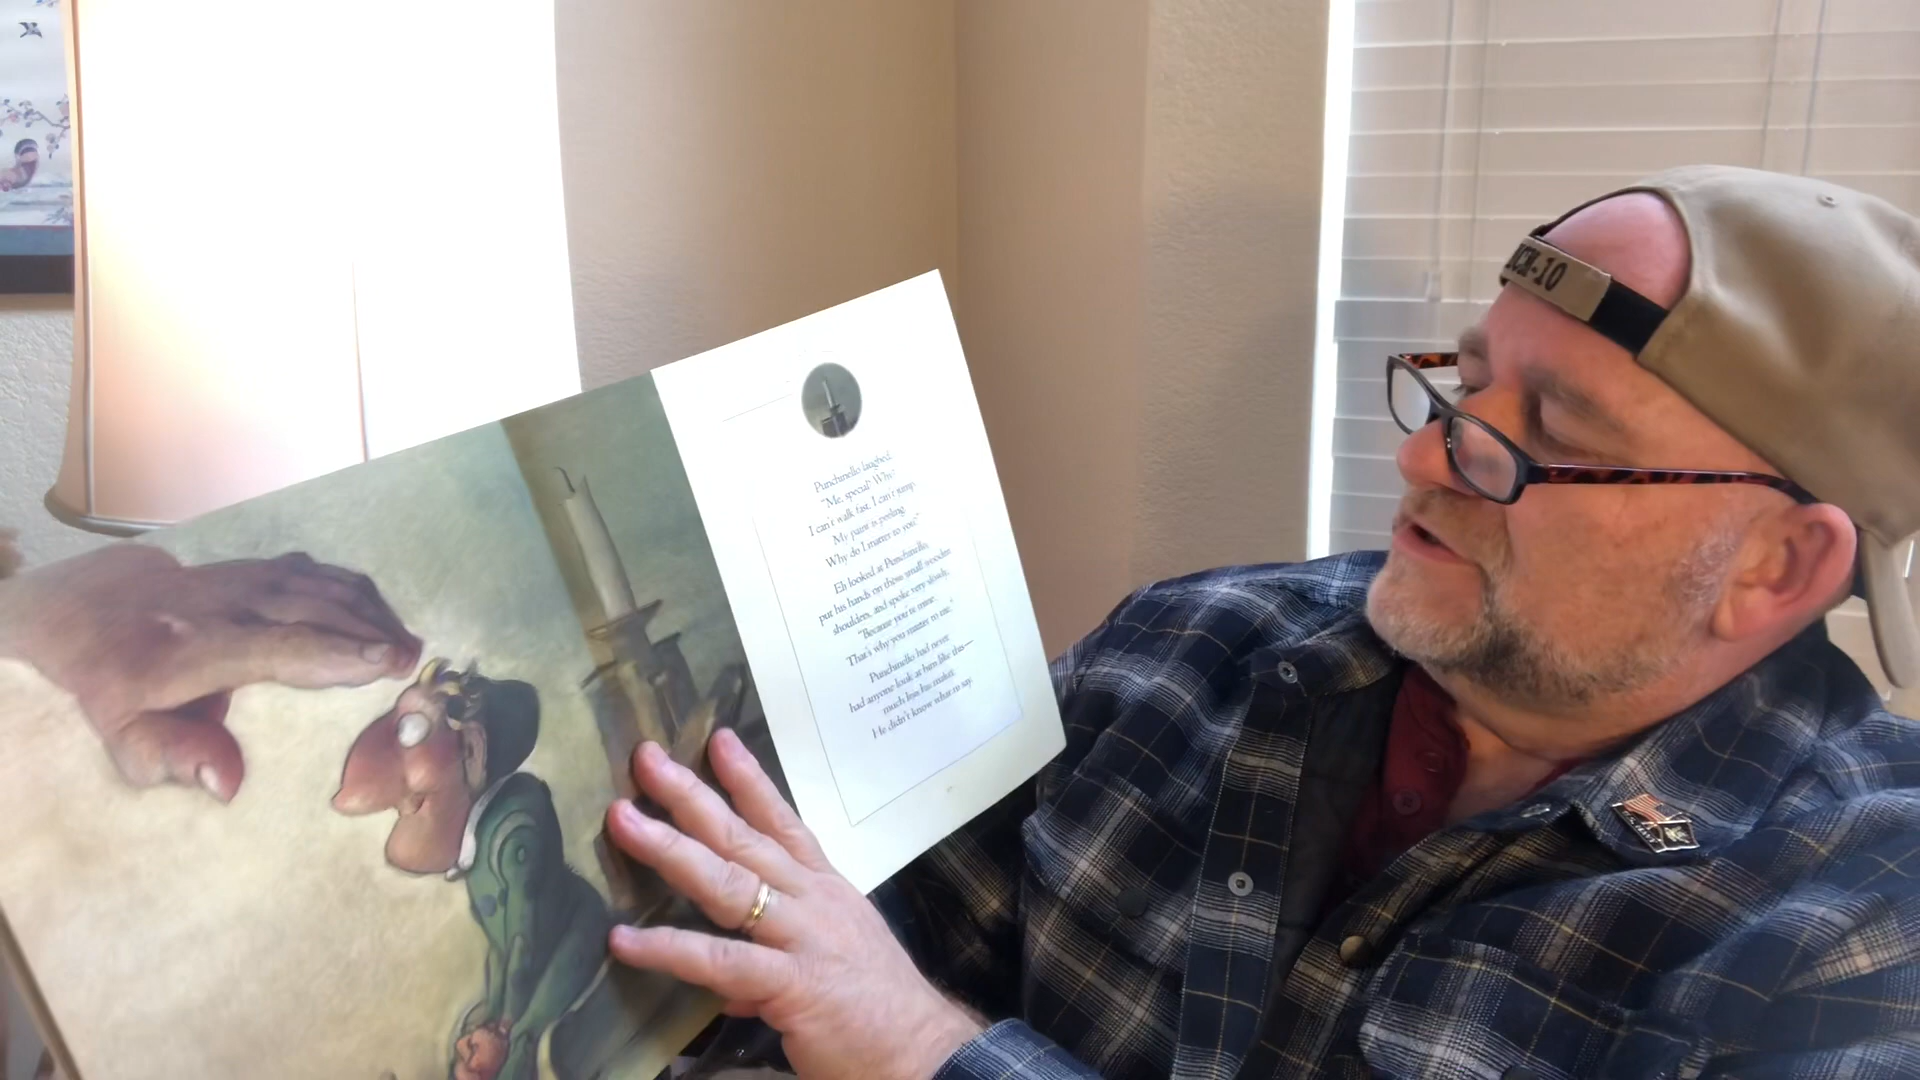 Punchinello laughed.
"Me, special? Why?
I can't walk fast. I can't jump.
My paint is peeling.
Why do I matter to you?"
Eli looked at Punchinello,
put his hands on those small wooden
shoulders, and spoke very slowly.
"Because you're mine.
That's why you matter to me."
Punchinello had never
had anyone look at him like this—
much less his maker.
He didn't know what to say.
-10